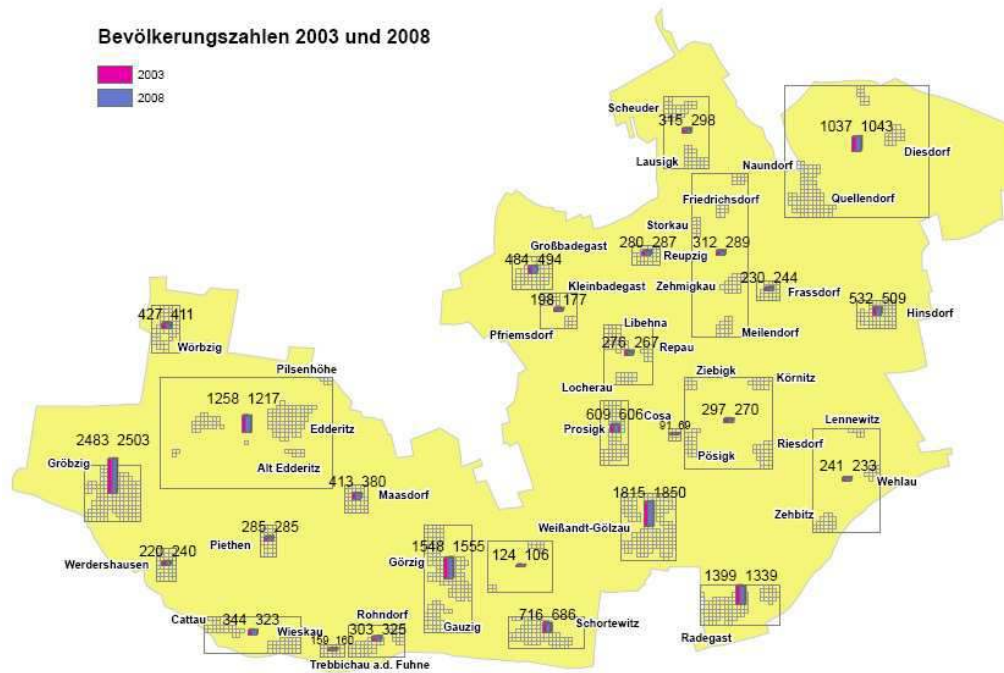 Bevölkerungszahlen 2003 und 2008
2003
2008
Scheuder
315 298
Lausigk
1037 1043
Diesdorf
Naundorf
Quellendorf
Friedrichsdorf
Storkau
Großbadegast
280 287
Reupzig
312 289
484 494
Kleinbadegast
Zehmigkau
230 244
Frassdorf
198 177
532 509
Hinsdorf
427 411
Pfriemsdorf
Libehna
Meilendorf
Wörbzig
276 267
Repau
Pilsenhöhe
Locherau
Ziebigk
Körnitz
1258 1217
609 606
Cosa
297 270
Prosigk
91 69
Lennewitz
Edderitz
2483 2503
Pösigk
Riesdorf
Gröbzig
Alt Edderitz
241 233
Wehlau
413 380
Maasdorf
1815 1850
Zehbitz
Weißandt-Gölzau
285 285
Piethen
1548 1555
124 106
220 240
Görzig
Werdershausen
1399 1339
Cattau
344 323
Rohndorf
716 686
Wieskau
303 325
Gauzig
Schortewitz
Radegast
159 160
Trebbichau a.d. Fuhne